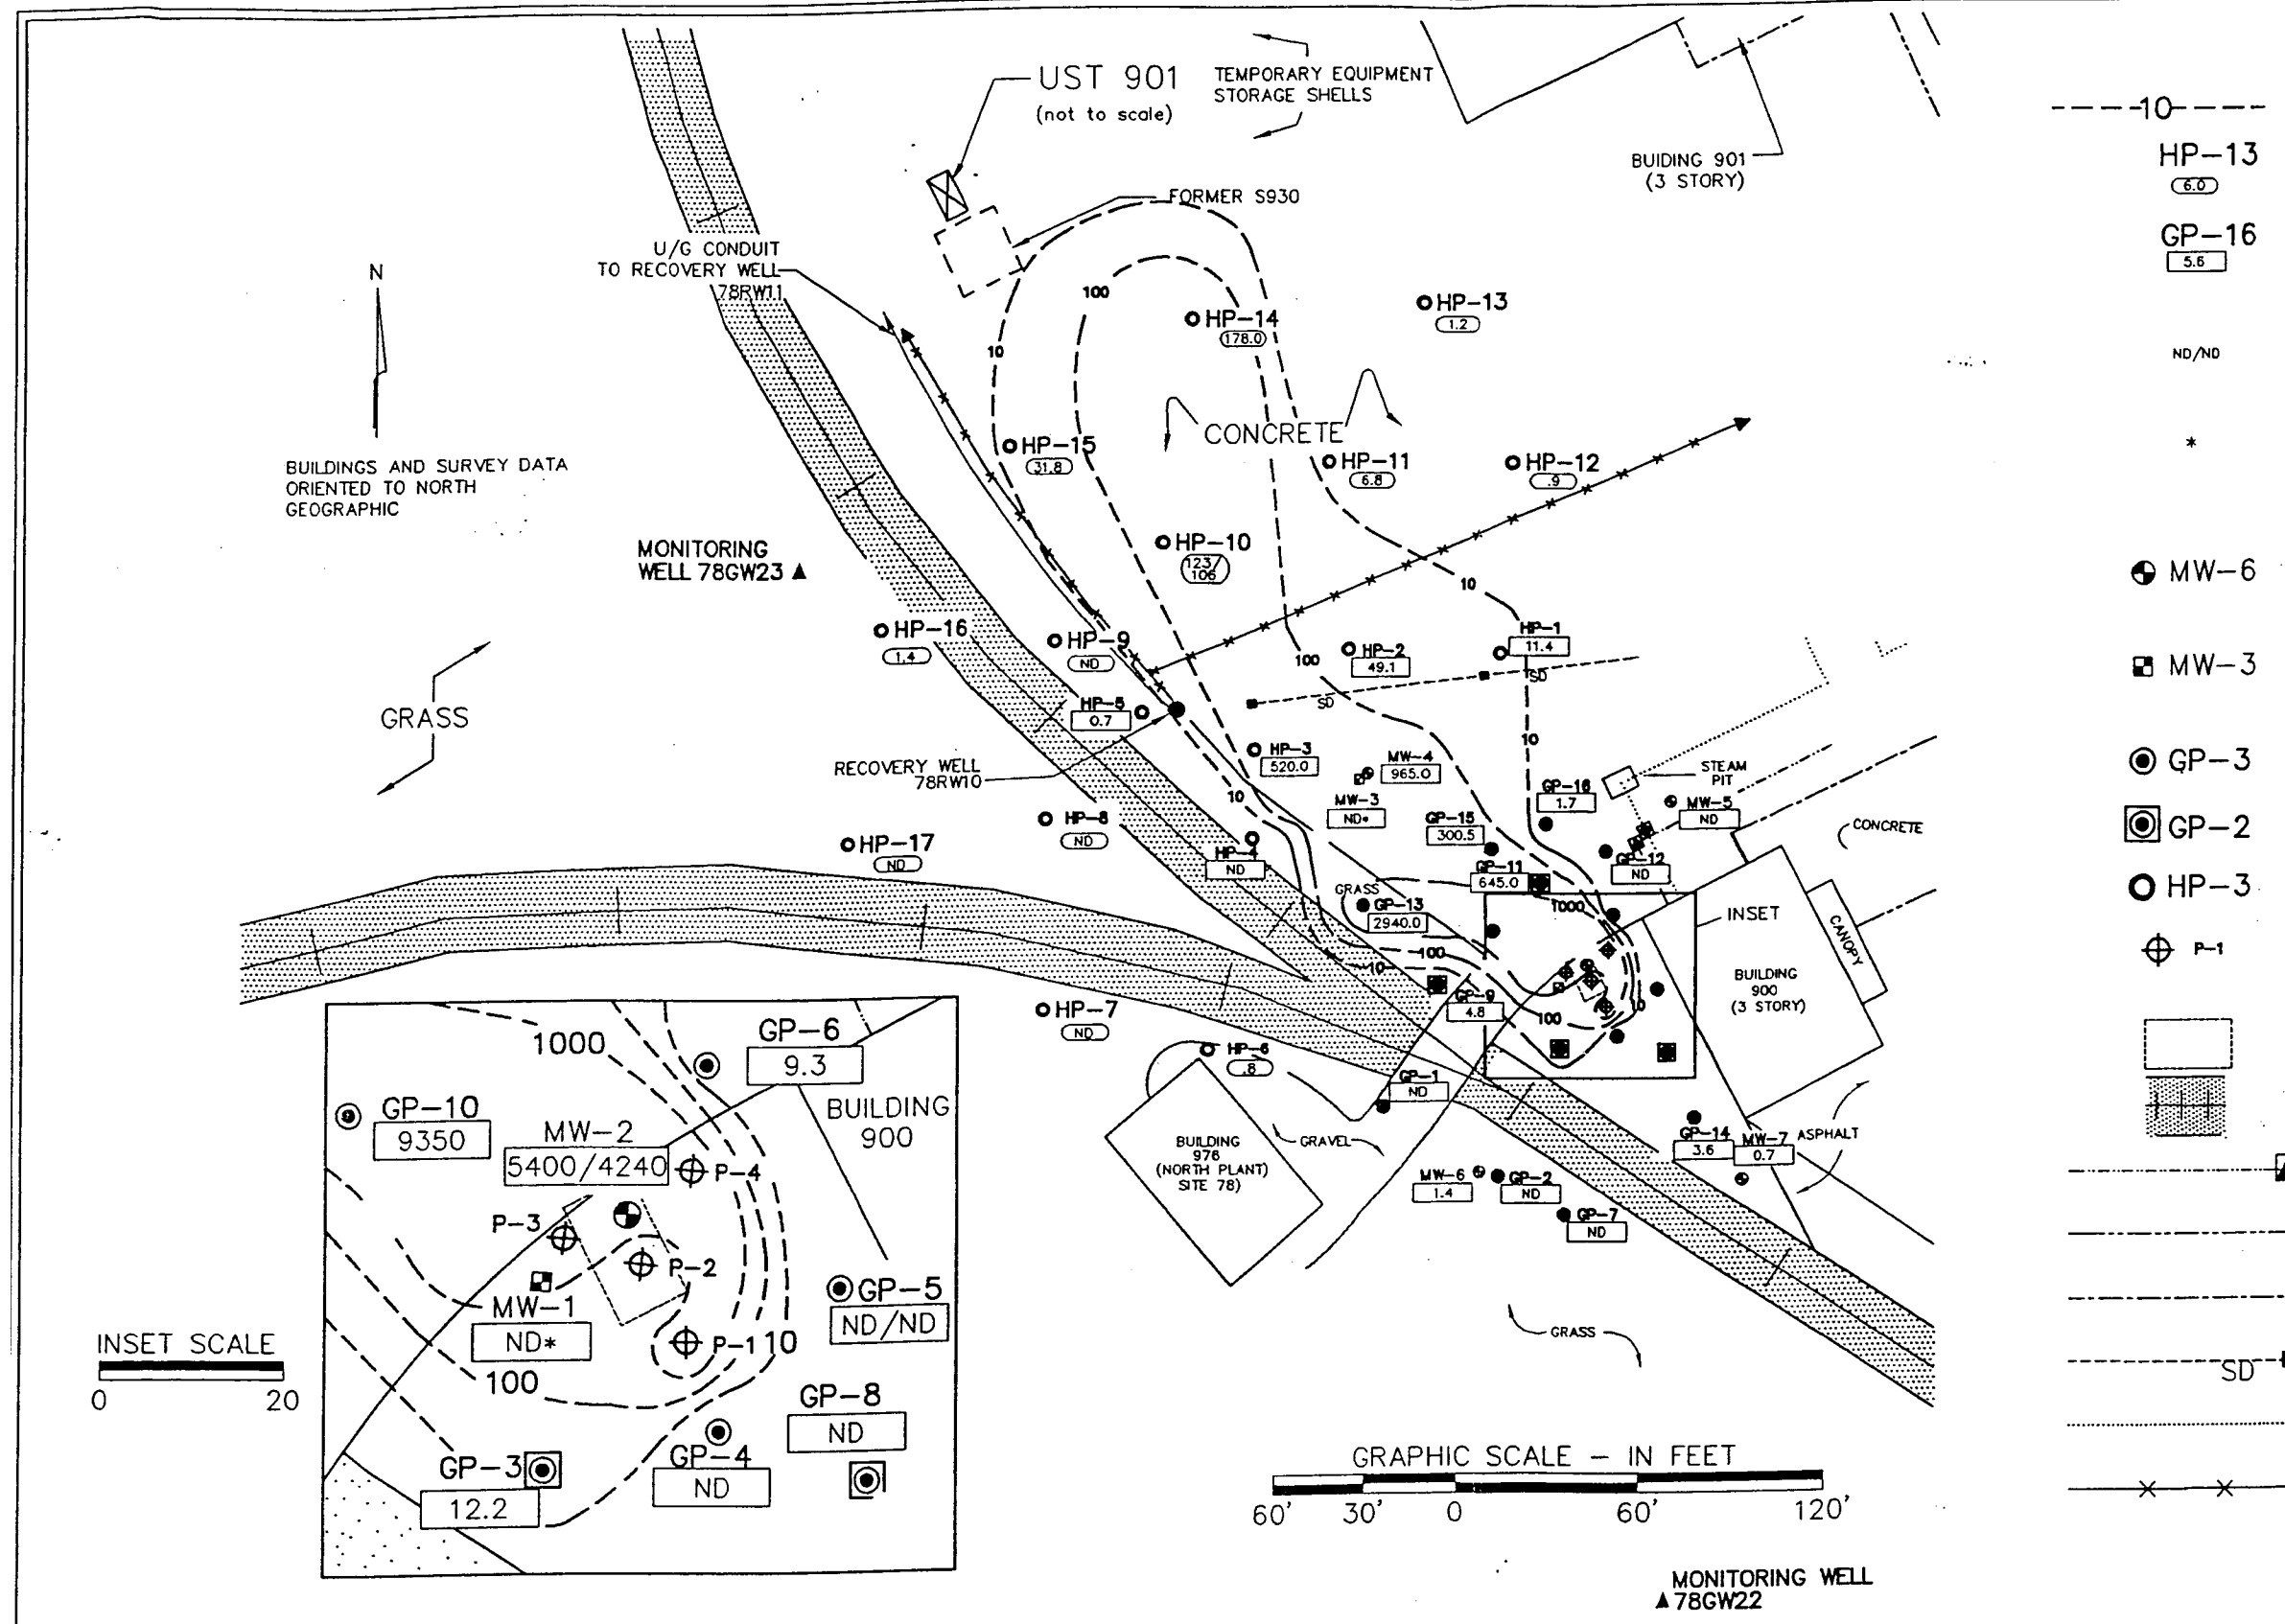 UST 901
(not to scale)
TEMPORARY EQUIPMENT
STORAGE SHELLS
BUIDING 901
(3 STORY)
FORMER S930
U/G CONDUIT
TO RECOVERY WELL
78RW11
N
BUILDINGS AND SURVEY DATA
ORIENTED TO NORTH
GEOGRAPHIC
100
10
HP-14
178.0
HP-13
1.2
CONCRETE
HP-15
31.8
HP-11
6.8
HP-12
.9
HP-10
123/
106
MONITORING
WELL 78GW23
10
HP-16
1.4
HP-9
ND
HP-1
11.4
HP-2
49.1
100
SD
SD
GRASS
HP-5
0.7
10
HP-3
520.0
MW-4
965.0
RECOVERY WELL
78RW10
STEAM
PIT
10
MW-3
ND*
GP-16
1.7
MW-5
ND
HP-8
ND
GP-15
300.5
CONCRETE
HP-17
ND
HP-4
ND
GP-11
645.0
GP-12
ND
GRASS
GP-13
2940.0
1000
INSET
CANOPY
100
10
BUILDING
900
(3 STORY)
GP-9
4.8
100
10
HP-7
ND
HP-6
.8
GP-1
ND
BUILDING
978
(NORTH PLANT)
SITE 78)
GRAVEL
GP-14
3.6
MW-7
0.7
ASPHALT
MW-6
1.4
GP-2
ND
GP-7
ND
GRASS
1000
GP-6
9.3
GP-10
9350
BUILDING
900
MW-2
5400/4240
P-4
P-3
P-2
GP-5
ND/ND
MW-1
ND*
P-1
10
100
GP-8
ND
GP-3
12.2
GP-4
ND
INSET SCALE
0 20
GRAPHIC SCALE - IN FEET
60' 30' 0 60' 120'
MONITORING WELL
78GW22
10
HP-13
6.0
GP-16
5.6
ND/ND
*
MW-6
MW-3
GP-3
GP-2
HP-3
P-1
SD